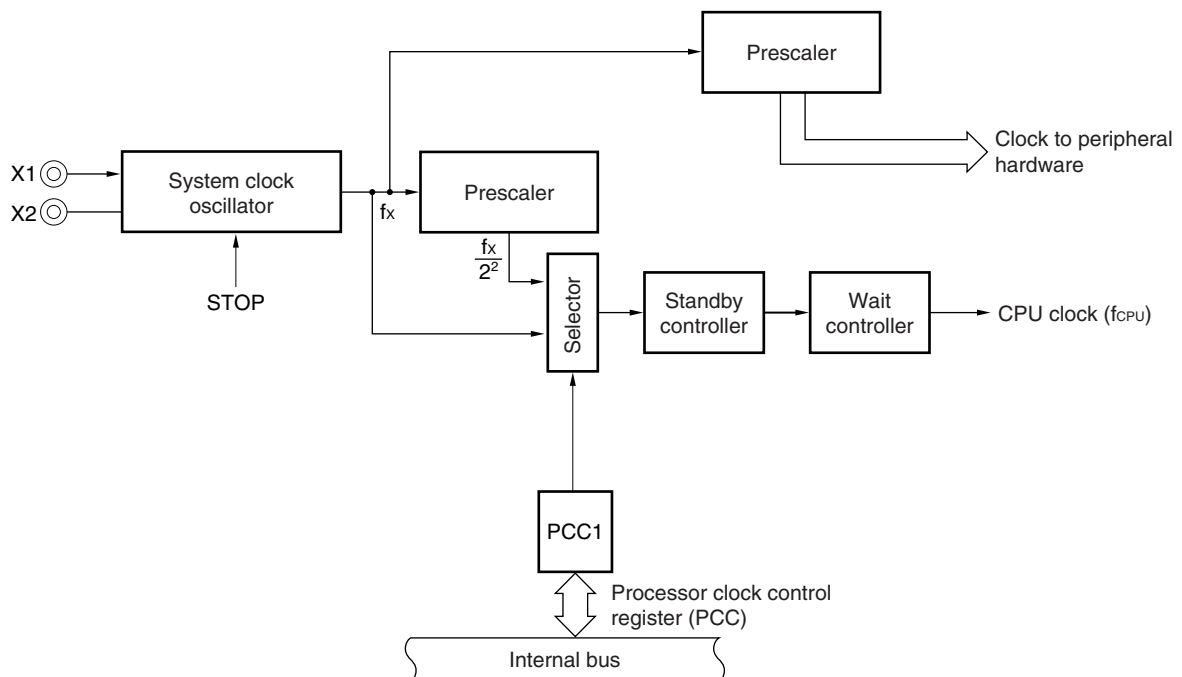 Prescaler
Clock to peripheral
hardware
X1
X2
System clock
oscillator
fX
Prescaler
fX
2²
STOP
Selector
Standby
controller
Wait
controller
CPU clock (fCPU)
PCC1
Processor clock control
register (PCC)
Internal bus